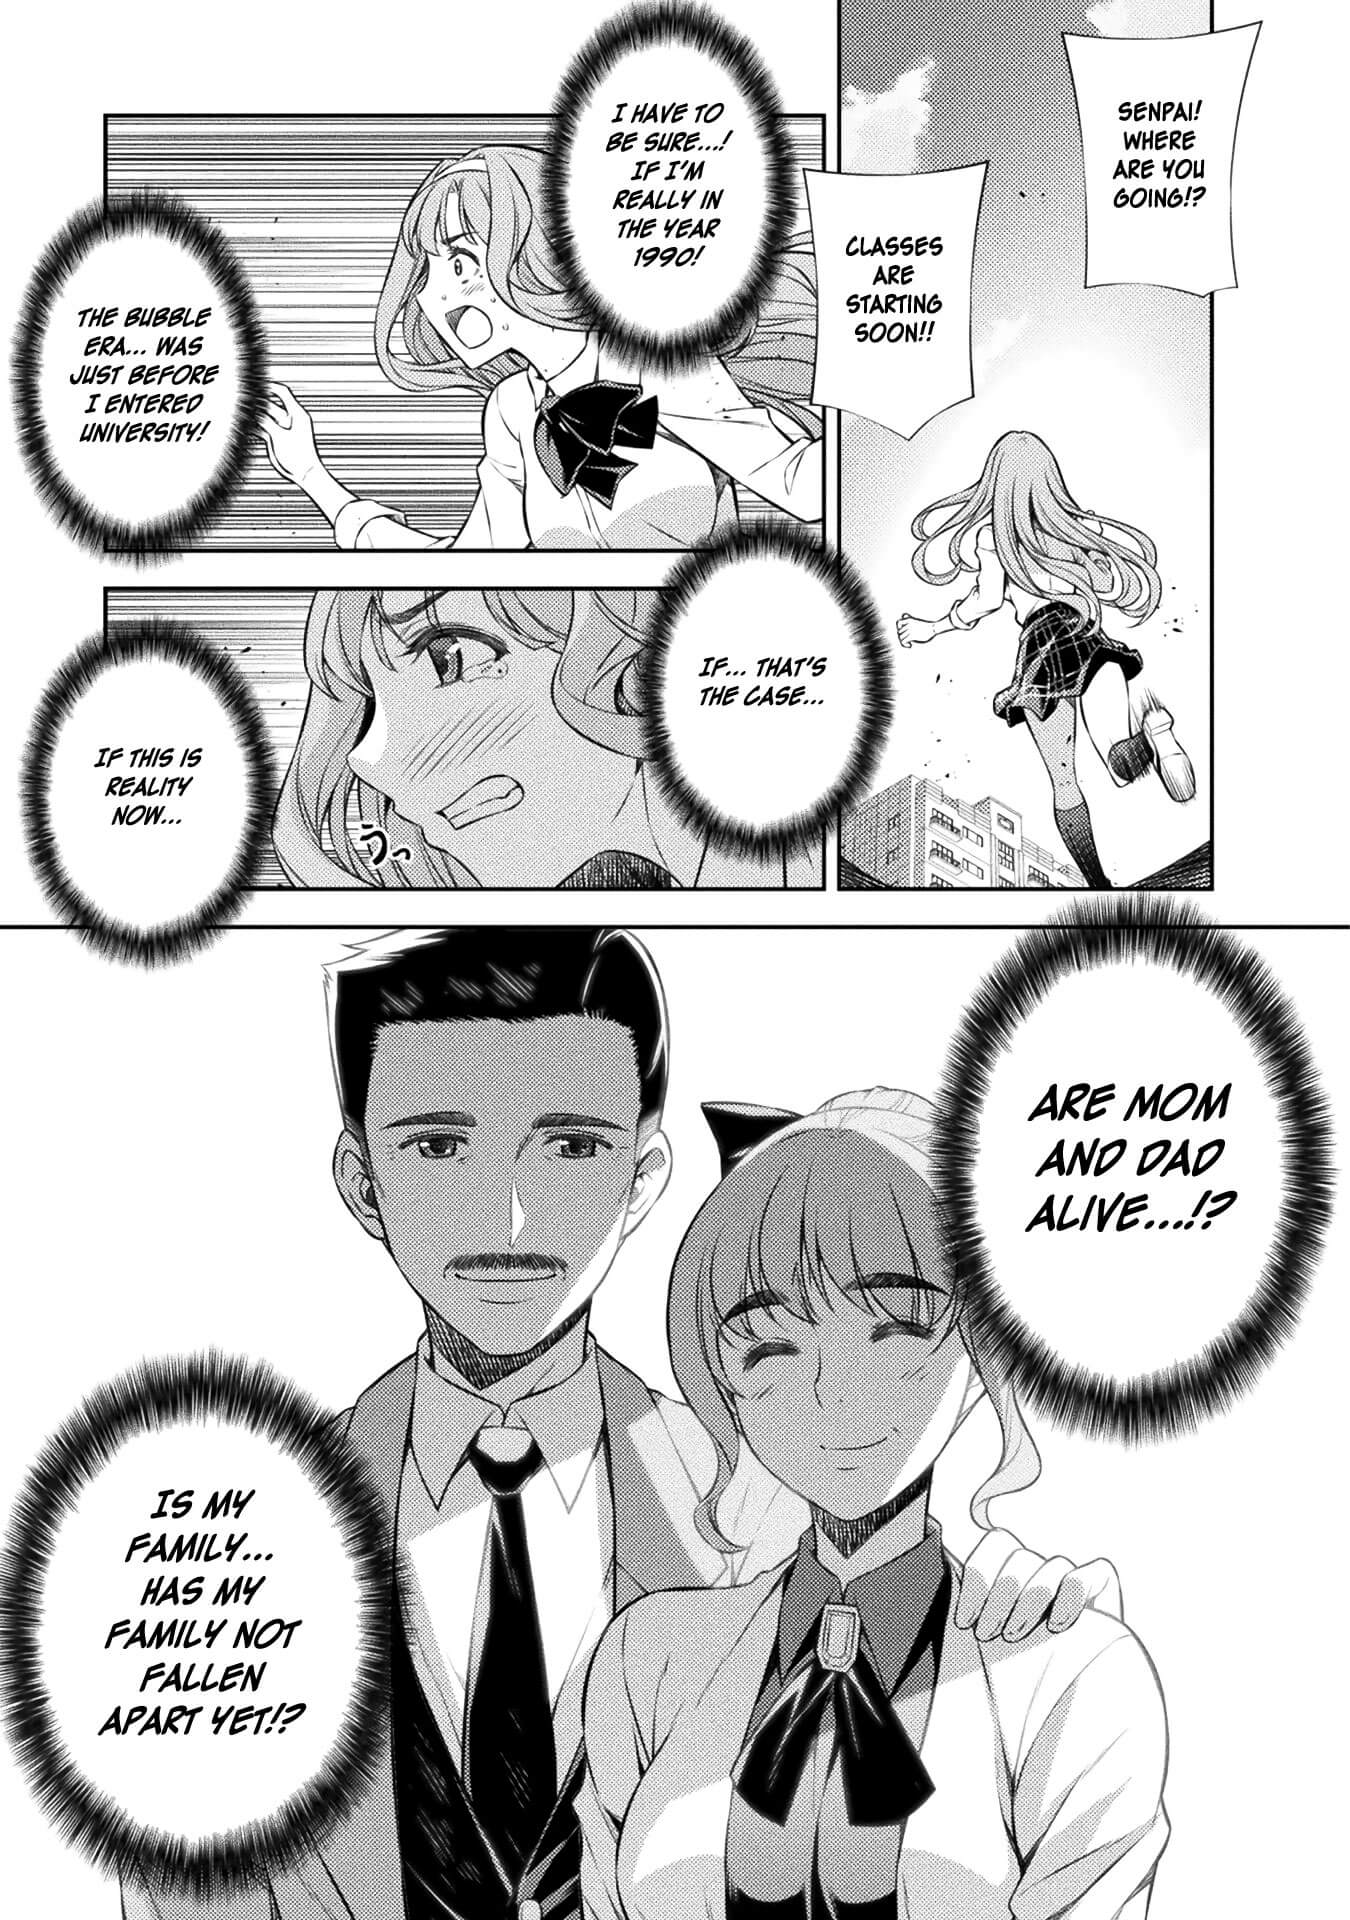 SENPAI!
WHERE
ARE YOU
GOING!?
CLASSES
ARE
STARTING
SOON!!
I HAVE TO
BE SURE...!
IF I'M
REALLY IN
THE YEAR
1990!
THE BUBBLE
ERA... WAS
JUST BEFORE
I ENTERED
UNIVERSITY!
IF... THAT'S
THE CASE...
IF THIS IS
REALITY
NOW...
うっ
ARE MOM
AND DAD
ALIVE...!?
IS MY
FAMILY...
HAS MY
FAMILY NOT
FALLEN
APART YET!?